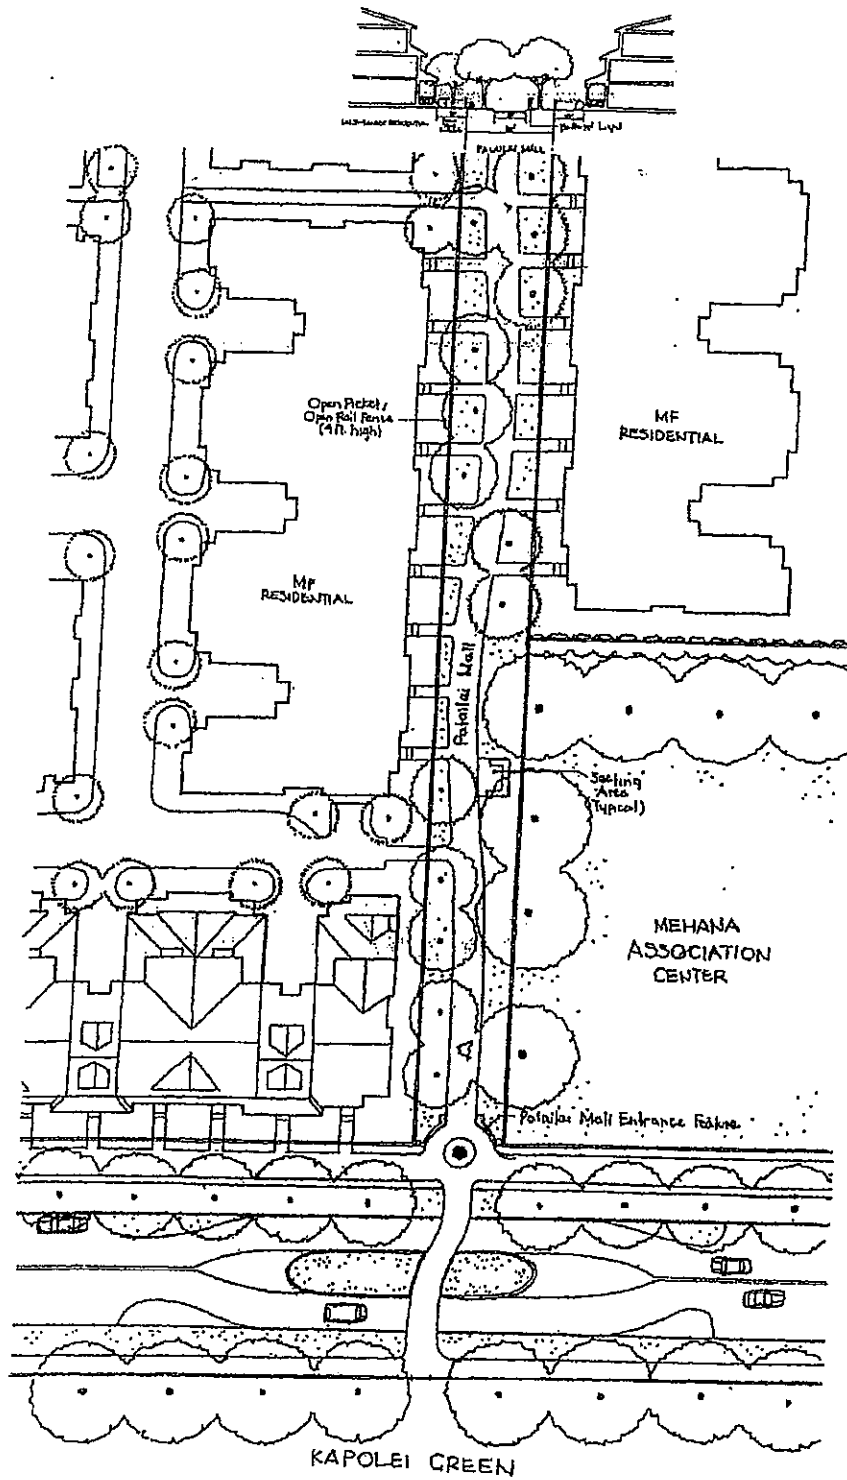 PALAILAI MALL
Open Picket/
Open Rail Fence
(4 ft. high)
MF
RESIDENTIAL
MF
RESIDENTIAL
Palailai Mall
Seating
Area
(Typical)
MEHANA
ASSOCIATION
CENTER
Palailai Mall Entrance Feature
KAPOLEI GREEN